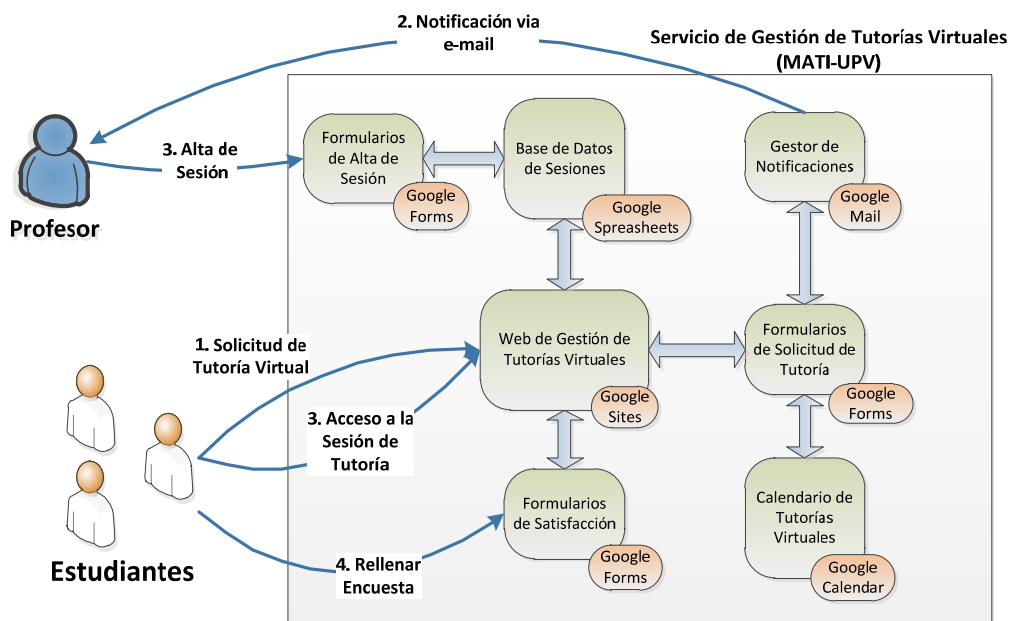 2. Notificación via
e-mail
Servicio de Gestión de Tutorías Virtuales
(MATI-UPV)
Profesor
3. Alta de
Sesión
Formularios
de Alta de
Sesión
Google
Forms
Base de Datos
de Sesiones
Google
Spreasheets
Gestor de
Notificaciones
Google
Mail
1. Solicitud de
Tutoría Virtual
Web de Gestión de
Tutorías Virtuales
Google
Sites
Formularios
de Solicitud de
Tutoría
Google
Forms
3. Acceso a la
Sesión de
Tutoría
Estudiantes
4. Rellenar
Encuesta
Formularios
de Satisfacción
Google
Forms
Calendario de
Tutorías
Virtuales
Google
Calendar